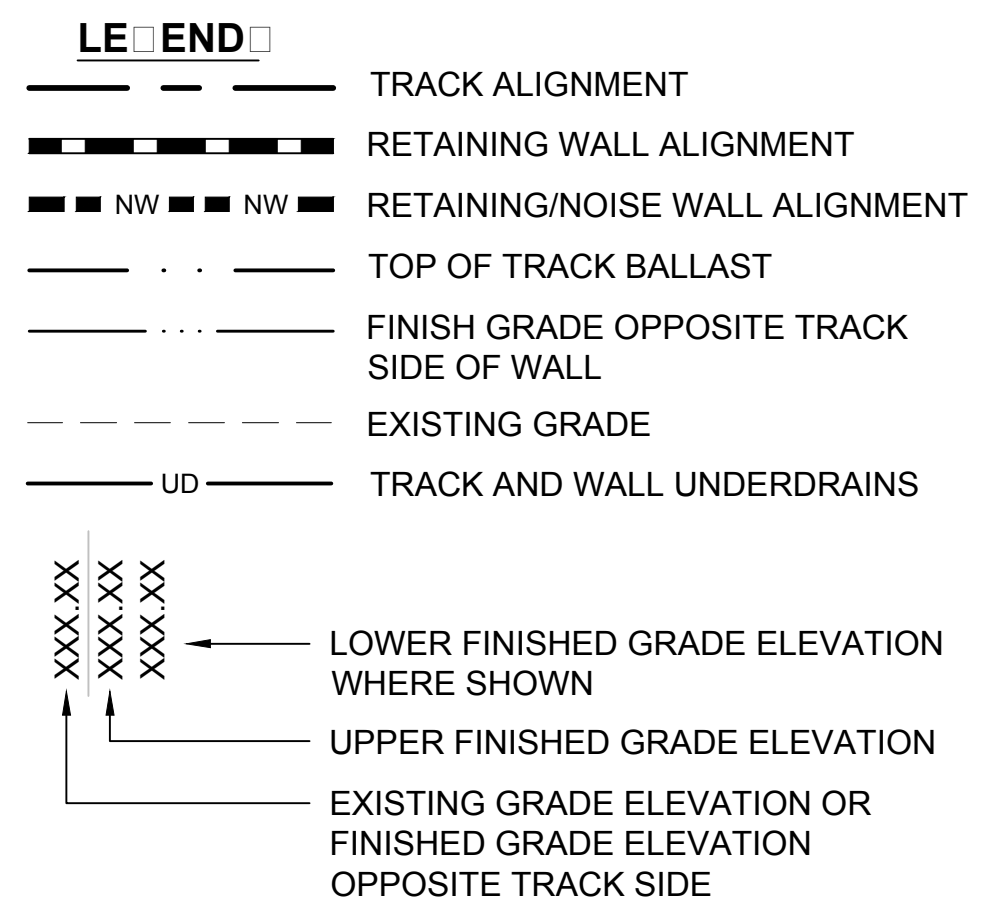 LE□END□
TRACK ALIGNMENT
RETAINING WALL ALIGNMENT
NW NW RETAINING/NOISE WALL ALIGNMENT
TOP OF TRACK BALLAST
FINISH GRADE OPPOSITE TRACK
SIDE OF WALL
EXISTING GRADE
UD TRACK AND WALL UNDERDRAINS
XXX.XX
XXX.XX
XXX.XX
LOWER FINISHED GRADE ELEVATION
WHERE SHOWN
UPPER FINISHED GRADE ELEVATION
EXISTING GRADE ELEVATION OR
FINISHED GRADE ELEVATION
OPPOSITE TRACK SIDE